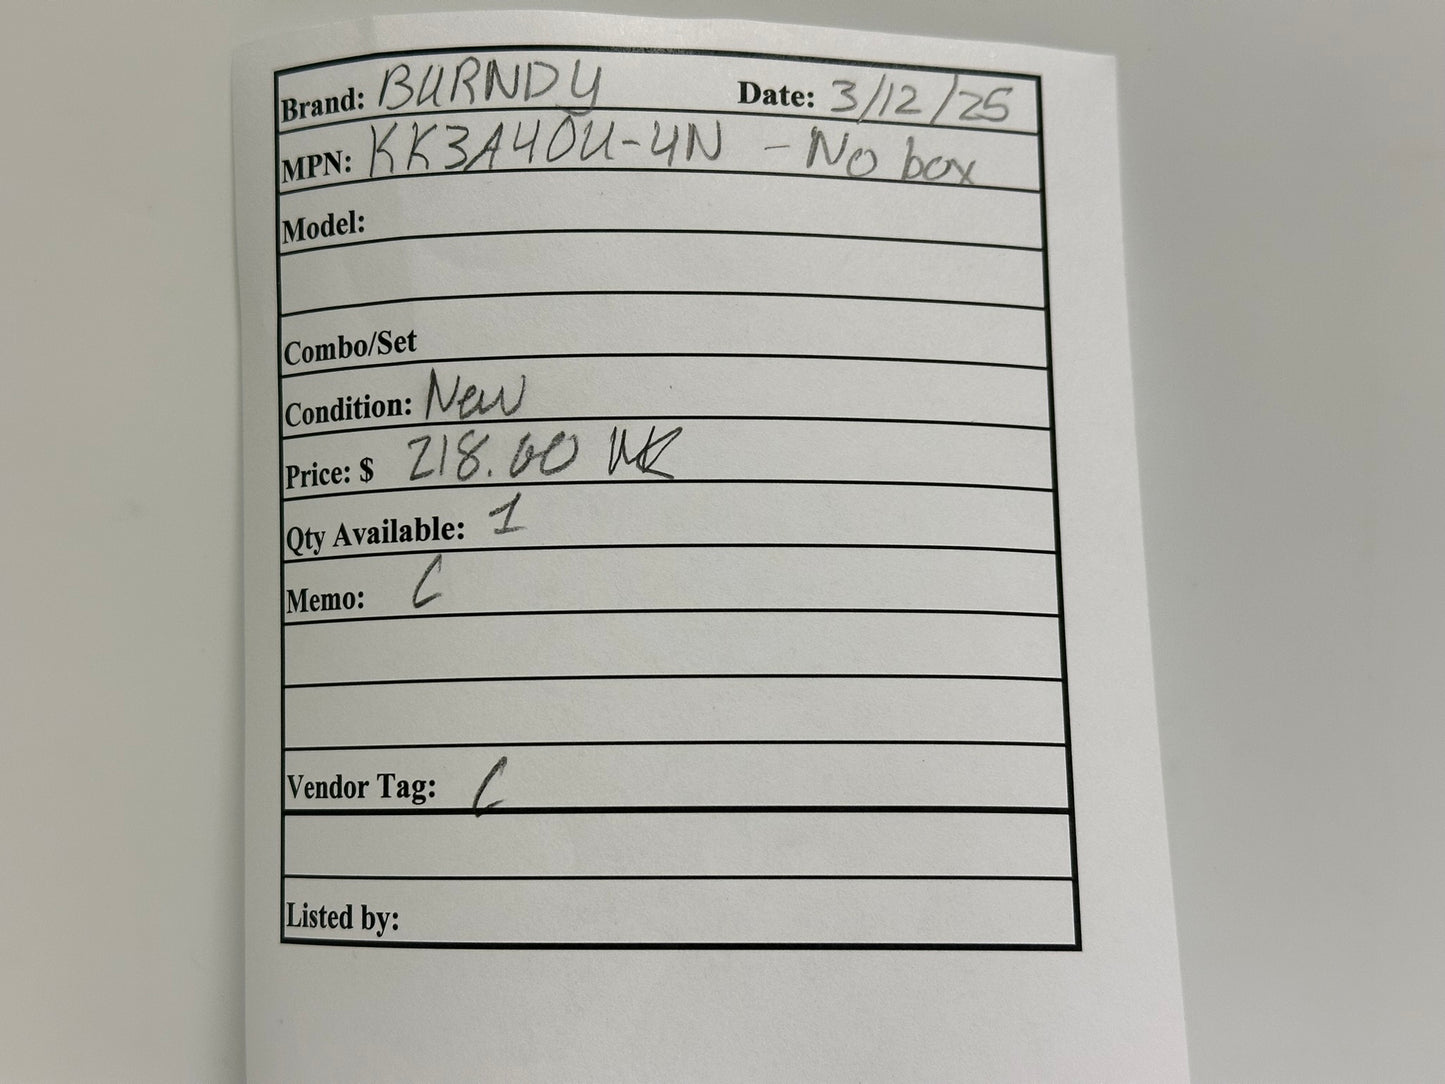 Brand: BURNDY Date: 3/12/25
MPN: KK3A40U-4N - No box
Model:
Combo/Set
Condition: New
Price: $ 218.60
Qty Available: 1
Memo: C
Vendor Tag: C
Listed by: